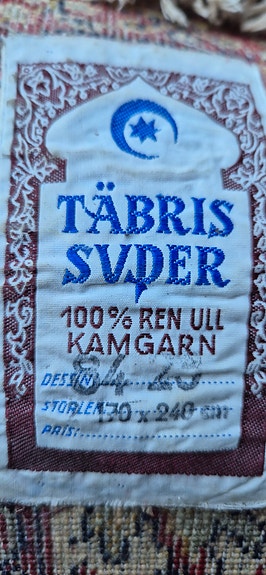 TÄBRIS
SVDER
100% REN ULL
KAMGARN
DESSIN:
STORLEK: 170 x 240 cm
PRIS: